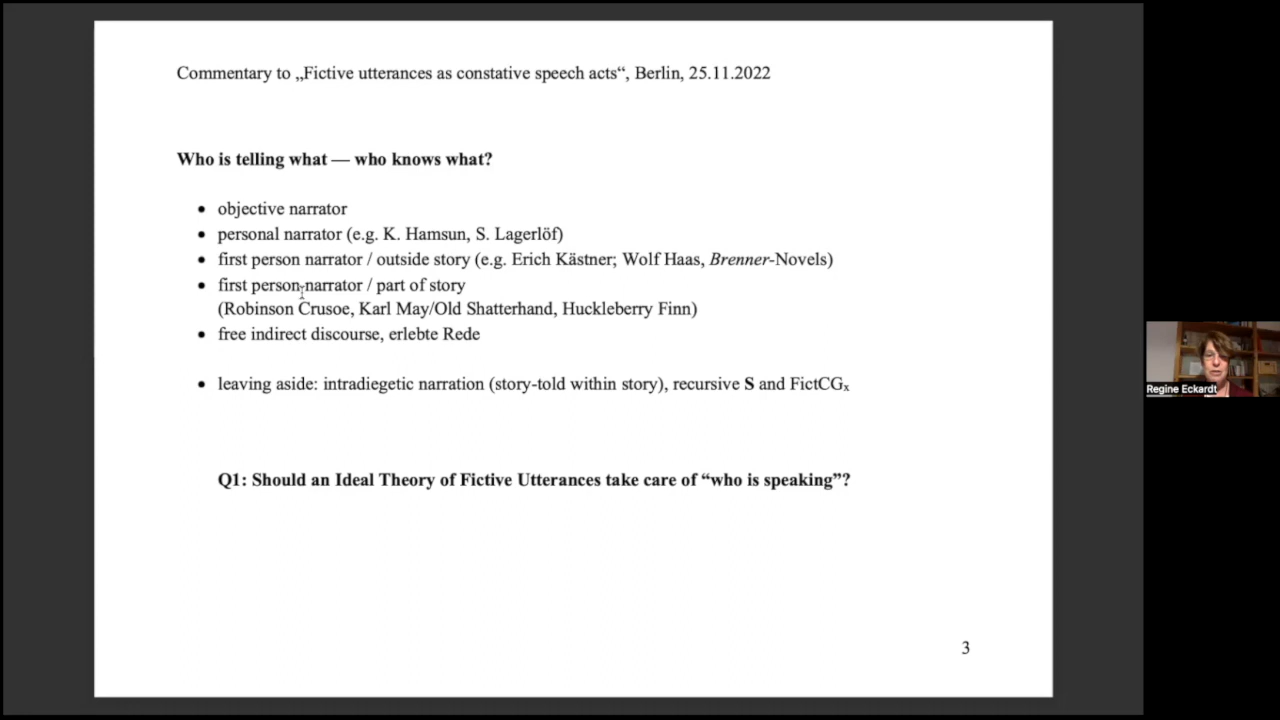 Commentary to „Fictive utterances as constative speech acts“, Berlin, 25.11.2022
Who is telling what — who knows what?
• objective narrator
• personal narrator (e.g. K. Hamsun, S. Lagerlöf)
• first person narrator / outside story (e.g. Erich Kästner; Wolf Haas, Brenner-Novels)
• first person narrator / part of story
(Robinson Crusoe, Karl May/Old Shatterhand, Huckleberry Finn)
• free indirect discourse, erlebte Rede
• leaving aside: intradiegetic narration (story-told within story), recursive S and FictCGₓ
Q1: Should an Ideal Theory of Fictive Utterances take care of “who is speaking”?
3
Regine Eckardt